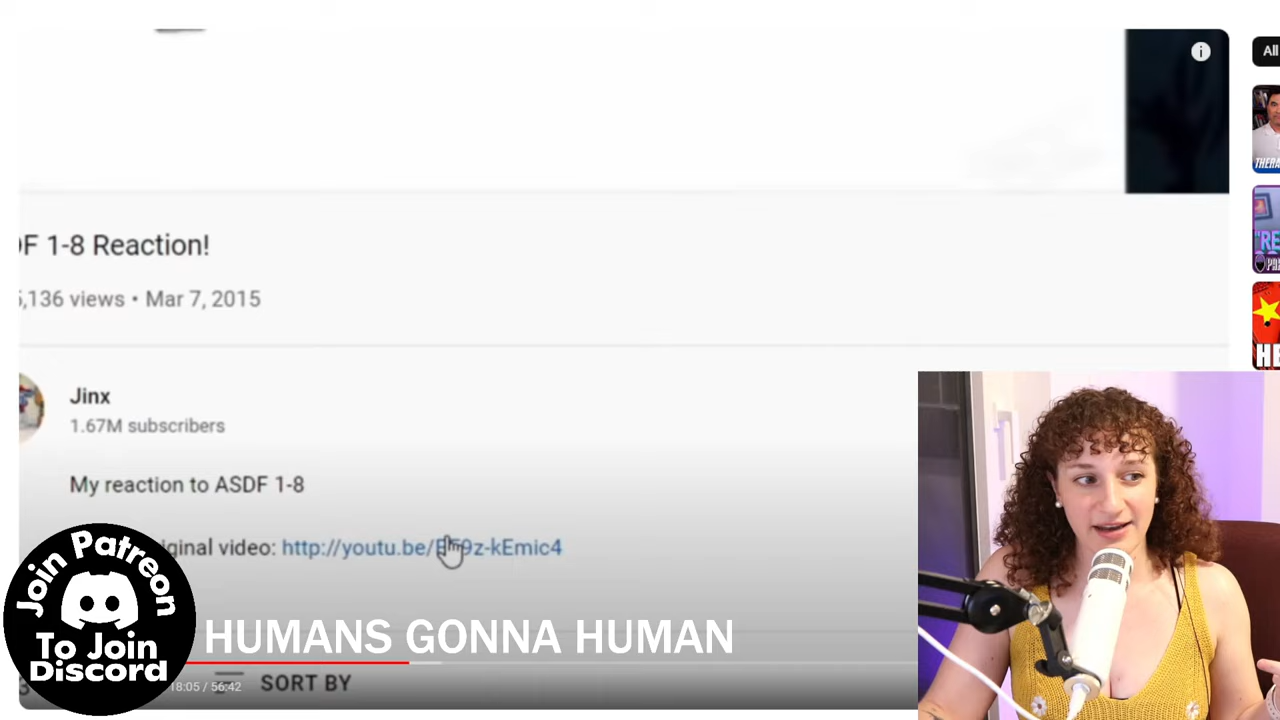 All
F 1-8 Reaction!
,136 views • Mar 7, 2015
Jinx
1.67M subscribers
My reaction to ASDF 1-8
video: http://youtu.be/
9z-kEmic4
Join Patreon
To Join
Discord
HUMANS GONNA HUMAN
18:05 / 56:42
SORT BY